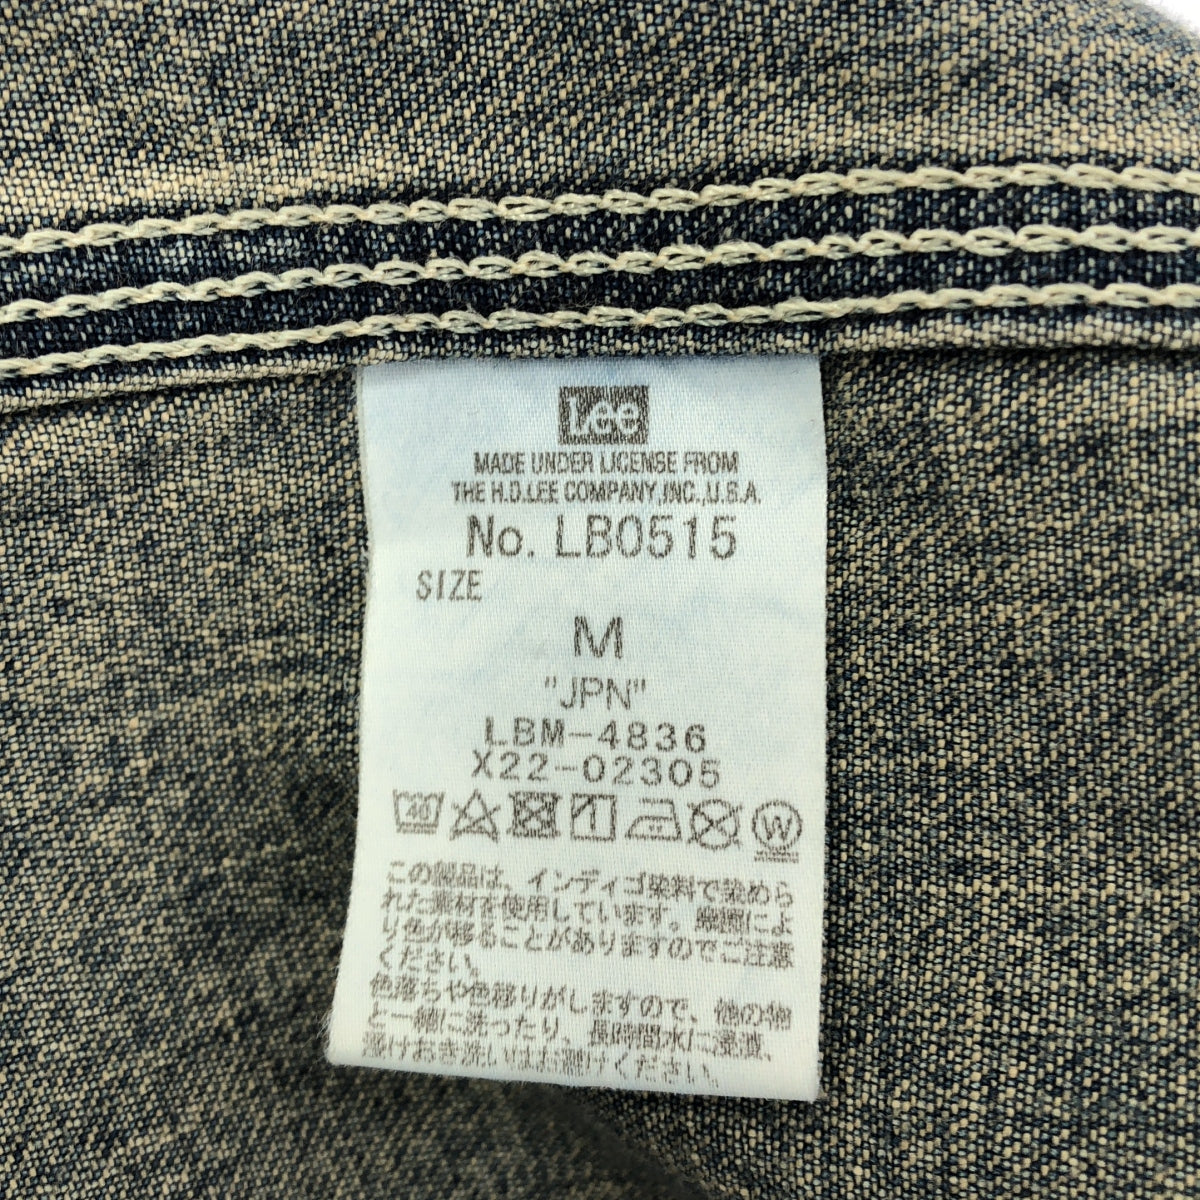 Lee
MADE UNDER LICENSE FROM
THE H.D.LEE COMPANY,INC.,U.S.A.
No. LB0515
SIZE
M
"JPN"
LBM-4836
X22-02305
40
W
この製品は、インディゴ染料で染めら
れた素材を使用しています。摩擦によ
り色が移ることがありますのでご注意
ください。
色落ちや色移りがしますので、他の物
と一緒に洗ったり、長時間水に浸漬、
漬けおき洗いはお避けください。